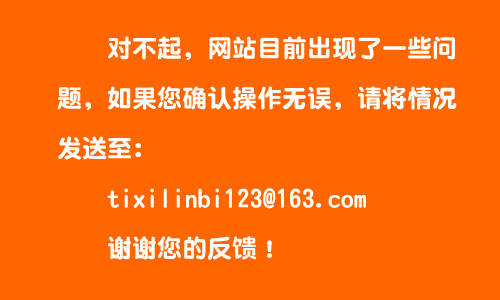 对不起，网站目前出现了一些问
题，如果您确认操作无误，请将情况
发送至：
tixilinbi123@163.com
谢谢您的反馈！